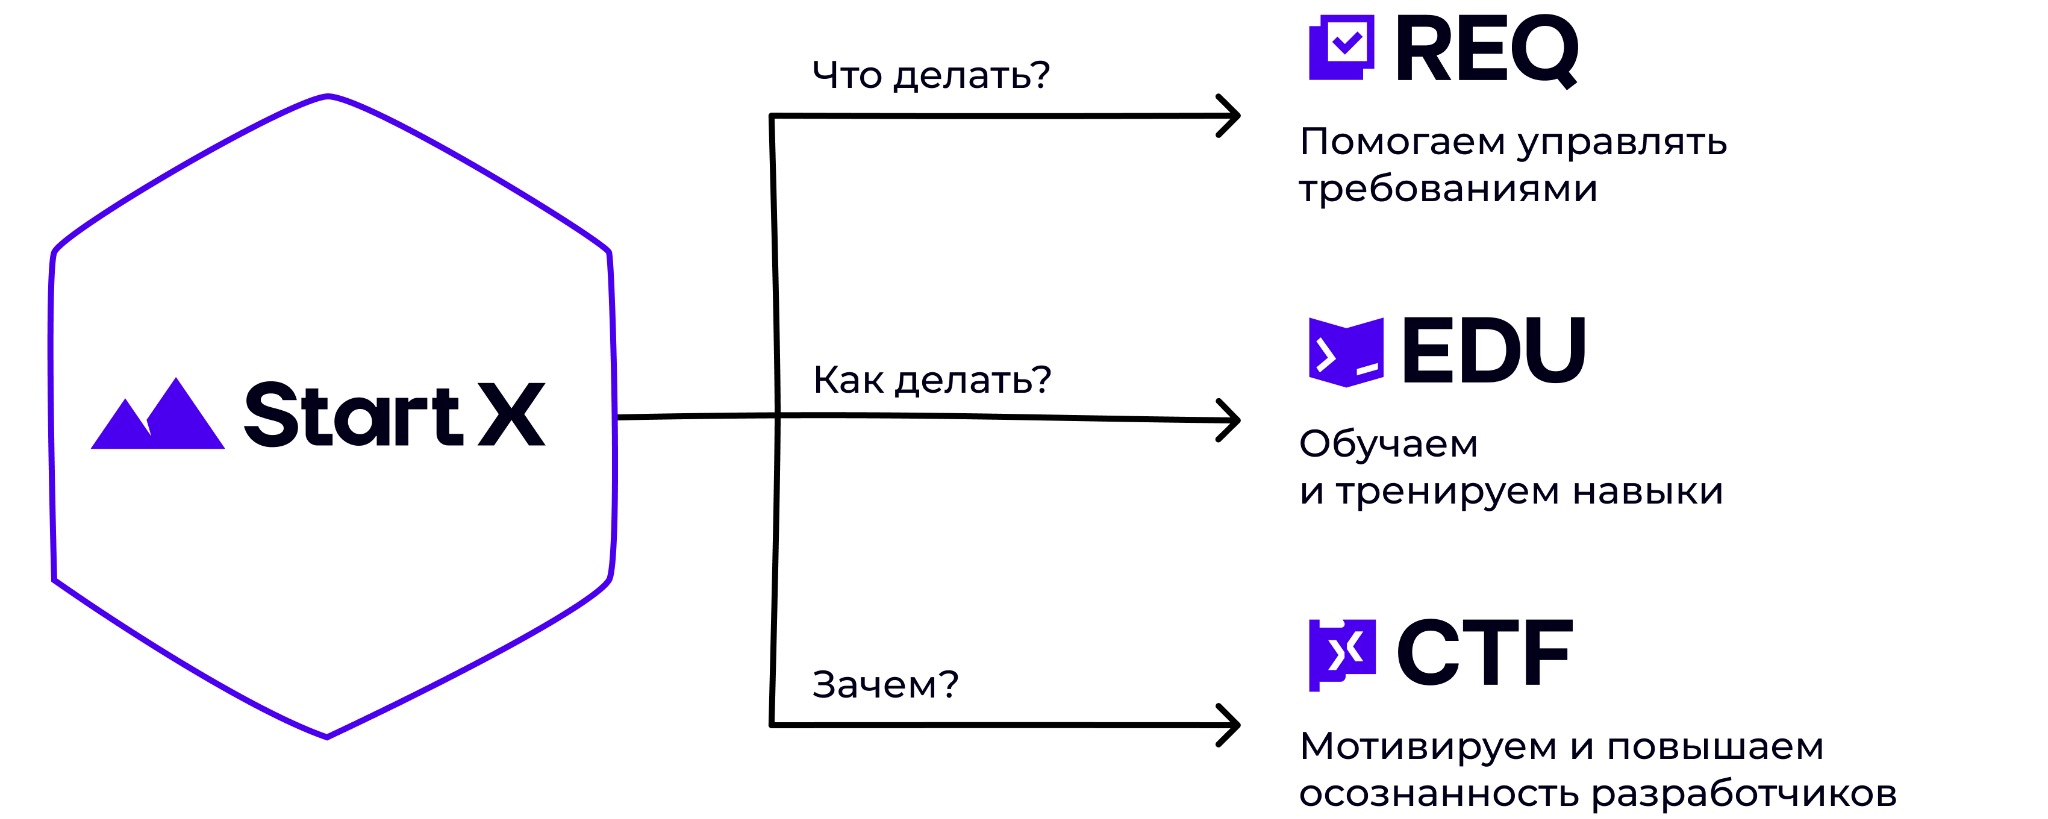 Start X
Что делать?
REQ
Помогаем управлять
требованиями
Как делать?
EDU
Обучаем
и тренируем навыки
Зачем?
CTF
Мотивируем и повышаем
осознанность разработчиков